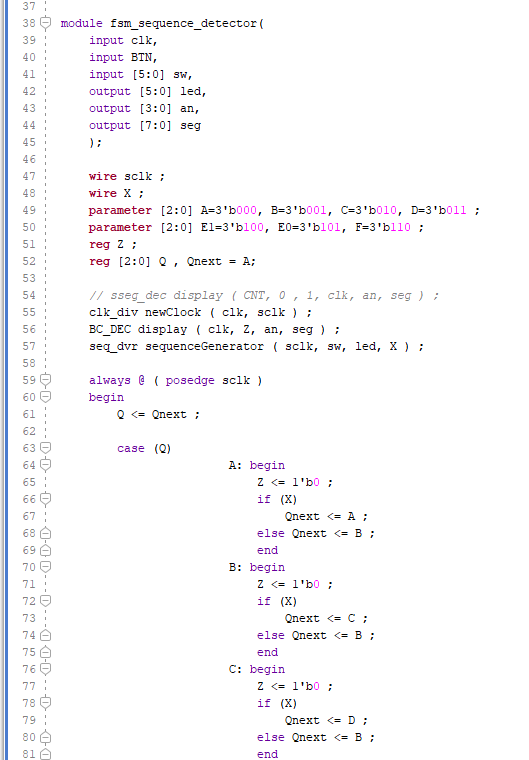 37
38 module fsm_sequence_detector(
39 input clk,
40 input BTN,
41 input [5:0] sw,
42 output [5:0] led,
43 output [3:0] an,
44 output [7:0] seg
45 );
46
47 wire sclk ;
48 wire X ;
49 parameter [2:0] A=3'b000, B=3'b001, C=3'b010, D=3'b011 ;
50 parameter [2:0] E1=3'b100, E0=3'b101, F=3'b110 ;
51 reg Z ;
52 reg [2:0] Q , Qnext = A;
53
54 // sseg_dec display ( CNT, 0 , 1, clk, an, seg ) ;
55 clk_div newClock ( clk, sclk ) ;
56 BC_DEC display ( clk, Z, an, seg ) ;
57 seq_dvr sequenceGenerator ( sclk, sw, led, X ) ;
58
59 always @ ( posedge sclk )
60 begin
61 Q <= Qnext ;
62
63 case (Q)
64 A: begin
65 Z <= 1'b0 ;
66 if (X)
67 Qnext <= A ;
68 else Qnext <= B ;
69 end
70 B: begin
71 Z <= 1'b0 ;
72 if (X)
73 Qnext <= C ;
74 else Qnext <= B ;
75 end
76 C: begin
77 Z <= 1'b0 ;
78 if (X)
79 Qnext <= D ;
80 else Qnext <= B ;
81 end